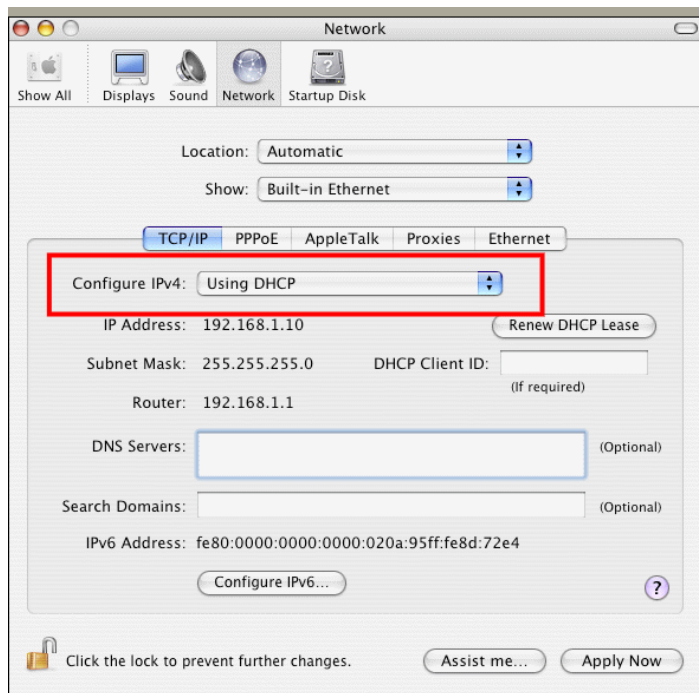 Network
Show All Displays Sound Network Startup Disk
Location: Automatic
Show: Built-in Ethernet
TCP/IP PPPoE AppleTalk Proxies Ethernet
Configure IPv4: Using DHCP
IP Address: 192.168.1.10 Renew DHCP Lease
Subnet Mask: 255.255.255.0 DHCP Client ID:
(If required)
Router: 192.168.1.1
DNS Servers: (Optional)
Search Domains: (Optional)
IPv6 Address: fe80:0000:0000:0000:020a:95ff:fe8d:72e4
Configure IPv6... ?
Click the lock to prevent further changes. Assist me... Apply Now